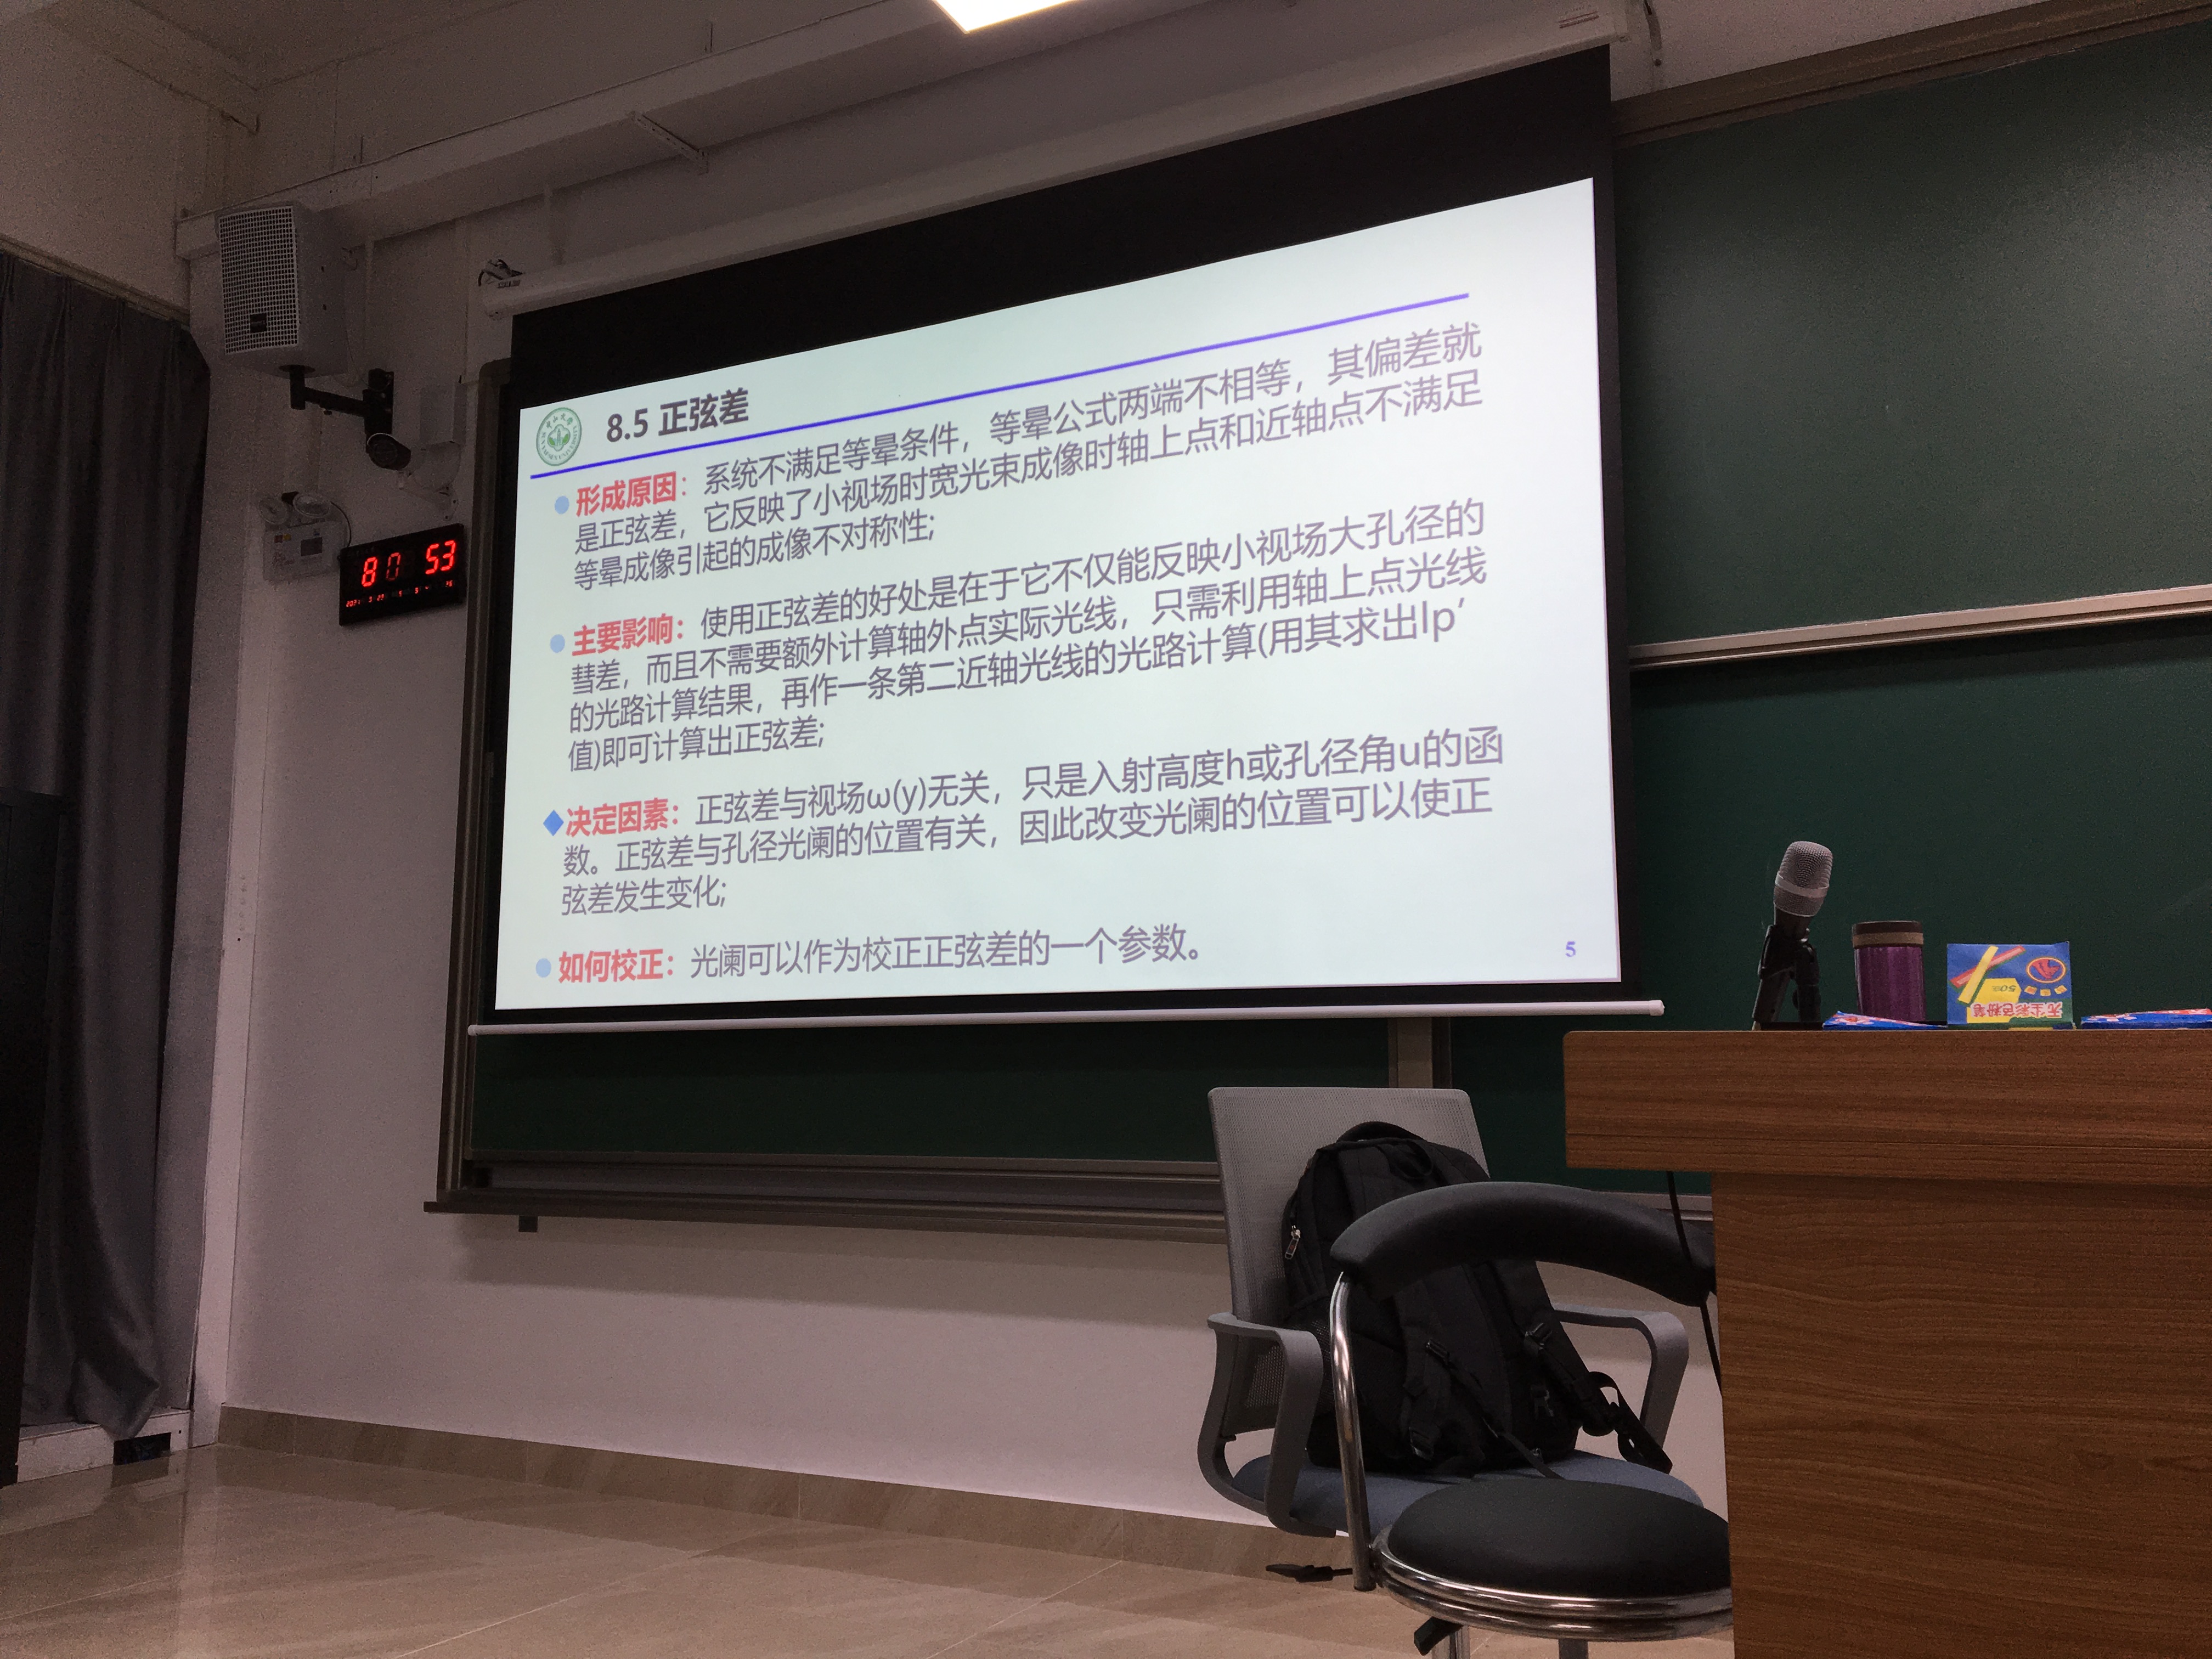 8.5 正弦差
形成原因：系统不满足等晕条件，等晕公式两端不相等，其偏差就
是正弦差，它反映了小视场时宽光束成像时轴上点和近轴点不满足
等晕成像引起的成像不对称性;
主要影响：使用正弦差的好处是在于它不仅能反映小视场大孔径的
彗差，而且不需要额外计算轴外点实际光线，只需利用轴上点光线
的光路计算结果，再作一条第二近轴光线的光路计算(用其求出lp′
值)即可计算出正弦差;
决定因素：正弦差与视场ω(y)无关，只是入射高度h或孔径角u的函
数。正弦差与孔径光阑的位置有关，因此改变光阑的位置可以使正
弦差发生变化;
如何校正：光阑可以作为校正正弦差的一个参数。
5
53
50
无尘彩色粉笔